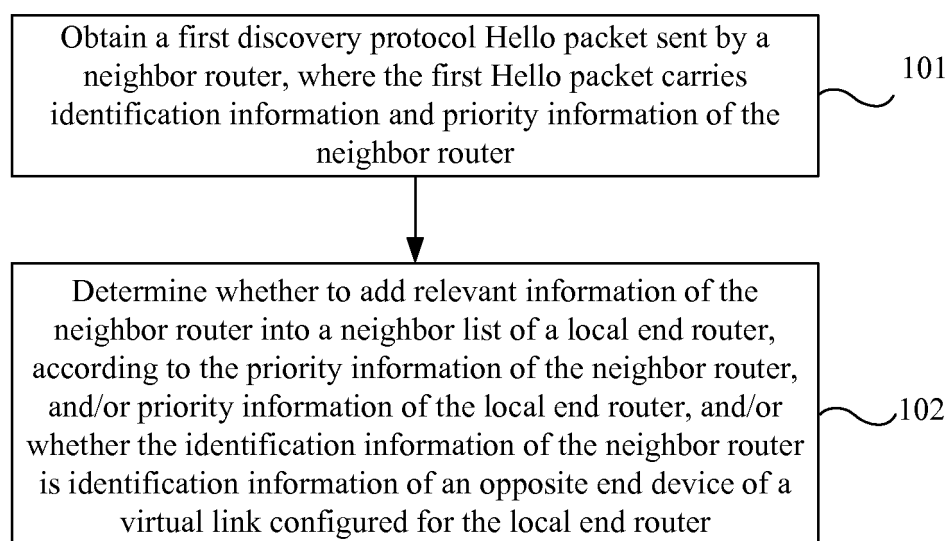 Obtain a first discovery protocol Hello packet sent by a
neighbor router, where the first Hello packet carries
identification information and priority information of the
neighbor router
101
Determine whether to add relevant information of the
neighbor router into a neighbor list of a local end router,
according to the priority information of the neighbor router,
and/or priority information of the local end router, and/or
whether the identification information of the neighbor router
is identification information of an opposite end device of a
virtual link configured for the local end router
102